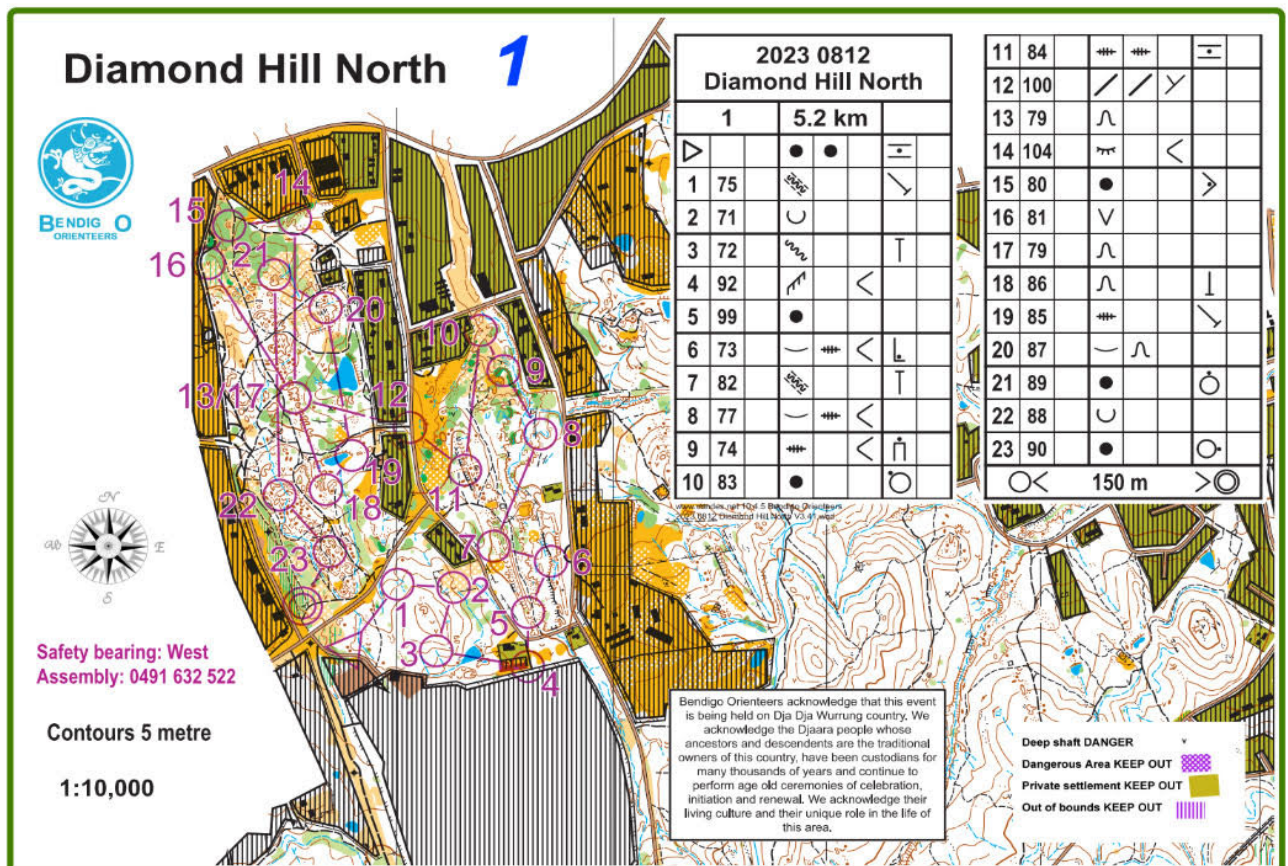 Diamond Hill North 1
BENDIG O
ORIENTEERS
2023 0812
Diamond Hill North
1 5.2 km
1 75
2 71
3 72
4 92
5 99
6 73
7 82
8 77
9 74
10 83
11 84
12 100
13 79
14 104
15 80
16 81
17 79
18 86
19 85
20 87
21 89
22 88
23 90
150 m
14
15
16
21
20
10
9
13/17
12
8
19
11
22
18
7
23
6
1
2
5
3
4
N
E
S
Safety bearing: West
Assembly: 0491 632 522
Contours 5 metre
1:10,000
Bendigo Orienteers acknowledge that this event
is being held on Dja Dja Wurrung country, We
acknowledge the Djaara people whose
ancestors and descendents are the traditional
owners of this country, have been custodians for
many thousands of years and continue to
perform age old ceremonies of celebration,
initiation and renewal. We acknowledge their
living culture and their unique role in the life of
this area.
Deep shaft DANGER
Dangerous Area KEEP OUT
Private settlement KEEP OUT
Out of bounds KEEP OUT